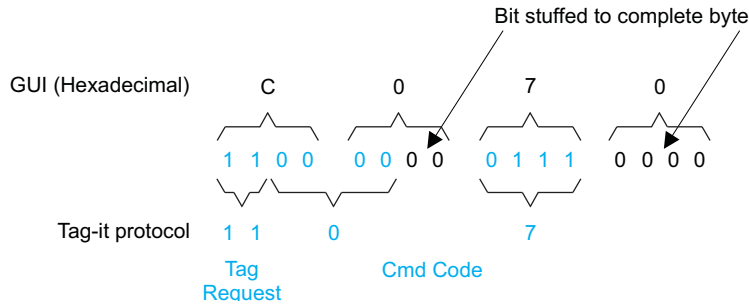 Bit stuffed to complete byte
GUI (Hexadecimal) C 0 7 0
1 1 0 0 0 0 0 0 0 1 1 1 0 0 0 0
Tag-it protocol 1 1 0 7
Tag Cmd Code
Request